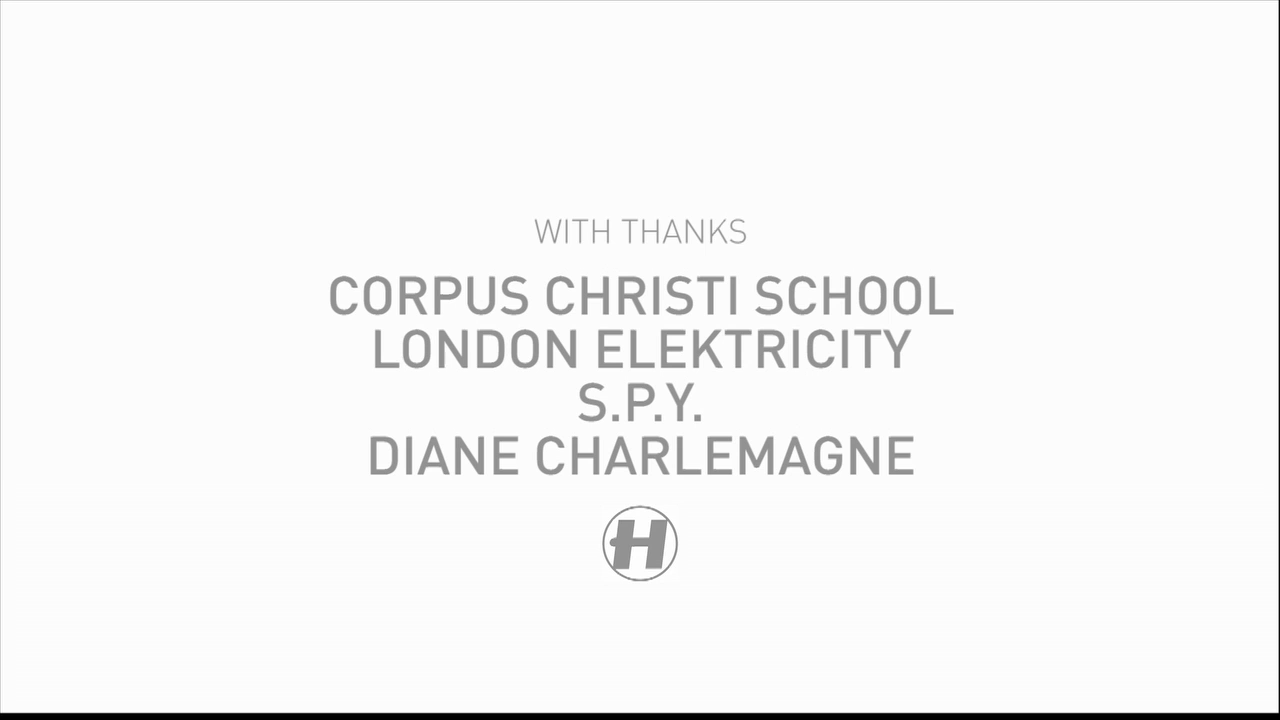 WITH THANKS
CORPUS CHRISTI SCHOOL
LONDON ELEKTRICITY
S.P.Y.
DIANE CHARLEMAGNE
H